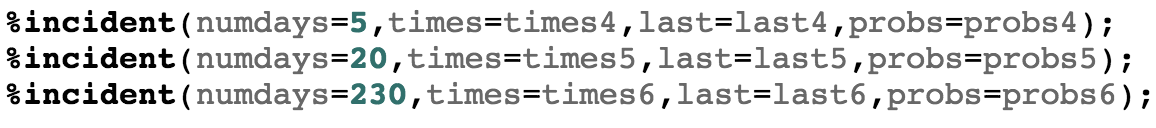 %incident(numdays=5,times=times4,last=last4,probs=probs4);
%incident(numdays=20,times=times5,last=last5,probs=probs5);
%incident(numdays=230,times=times6,last=last6,probs=probs6);